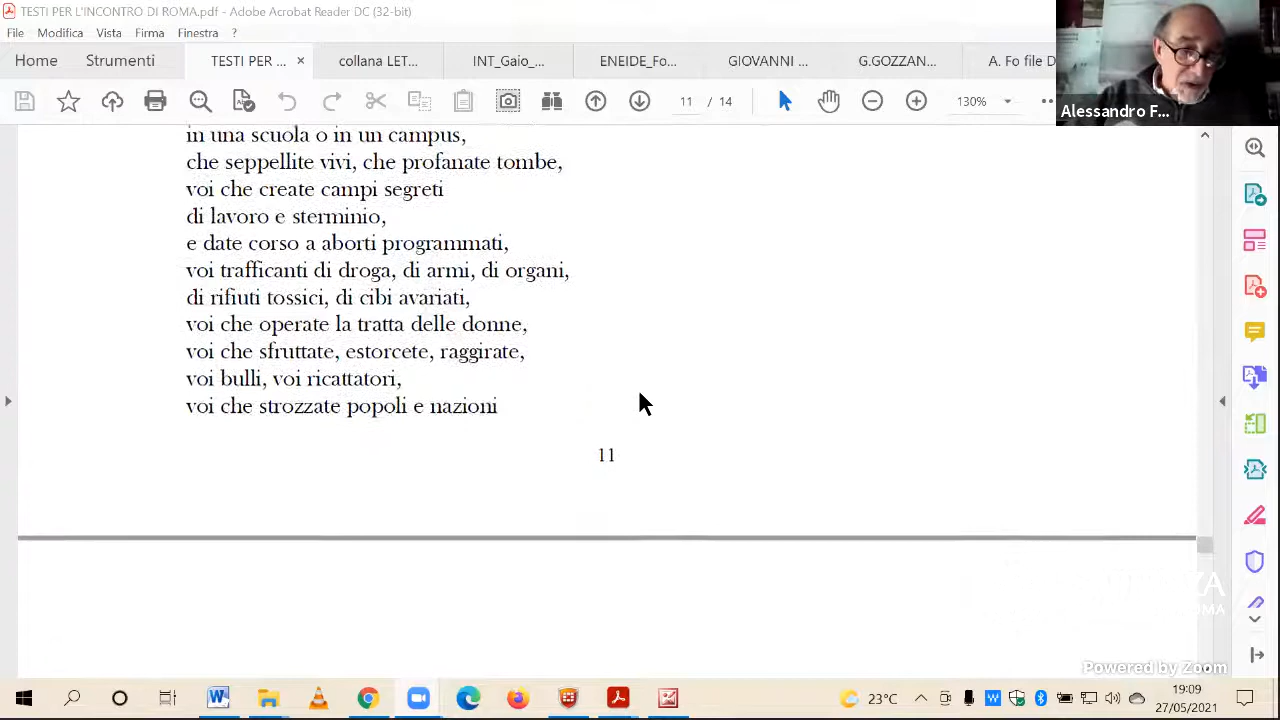 TESTI PER L'INCONTRO DI ROMA.pdf - Adobe Acrobat Reader DC (32-bit)
File Modifica Vista Firma Finestra ?
Home Strumenti TESTI PER ... × collana LET... INT_Gaio_... ENEIDE_Fo... GIOVANNI ... G.GOZZAN... A. Fo file D
11 / 14 130%
Alessandro F...
in una scuola o in un campus,
che seppellite vivi, che profanate tombe,
voi che create campi segreti
di lavoro e sterminio,
e date corso a aborti programmati,
voi trafficanti di droga, di armi, di organi,
di rifiuti tossici, di cibi avariati,
voi che operate la tratta delle donne,
voi che sfruttate, estorcete, raggirate,
voi bulli, voi ricattatori,
voi che strozzate popoli e nazioni
11
Powered by Zoom
23°C
19:09
27/05/2021